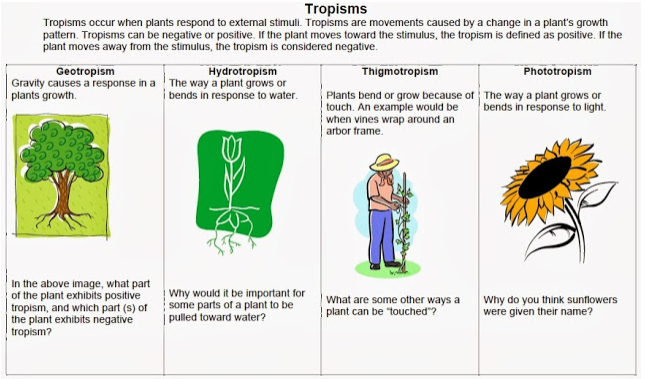 Tropisms
Tropisms occur when plants respond to external stimuli. Tropisms are movements caused by a change in a plant's growth
pattern. Tropisms can be negative or positive. If the plant moves toward the stimulus, the tropism is defined as positive. If the
plant moves away from the stimulus, the tropism is considered negative.
Geotropism
Gravity causes a response in a
plants growth.
In the above image, what part
of the plant exhibits positive
tropism, and which part (s) of
the plant exhibits negative
tropism?
Hydrotropism
The way a plant grows or
bends in response to water.
Why would it be important for
some parts of a plant to be
pulled toward water?
Thigmotropism
Plants bend or grow because of
touch. An example would be
when vines wrap around an
arbor frame.
What are some other ways a
plant can be "touched"?
Phototropism
The way a plant grows or
bends in response to light.
Why do you think sunflowers
were given their name?